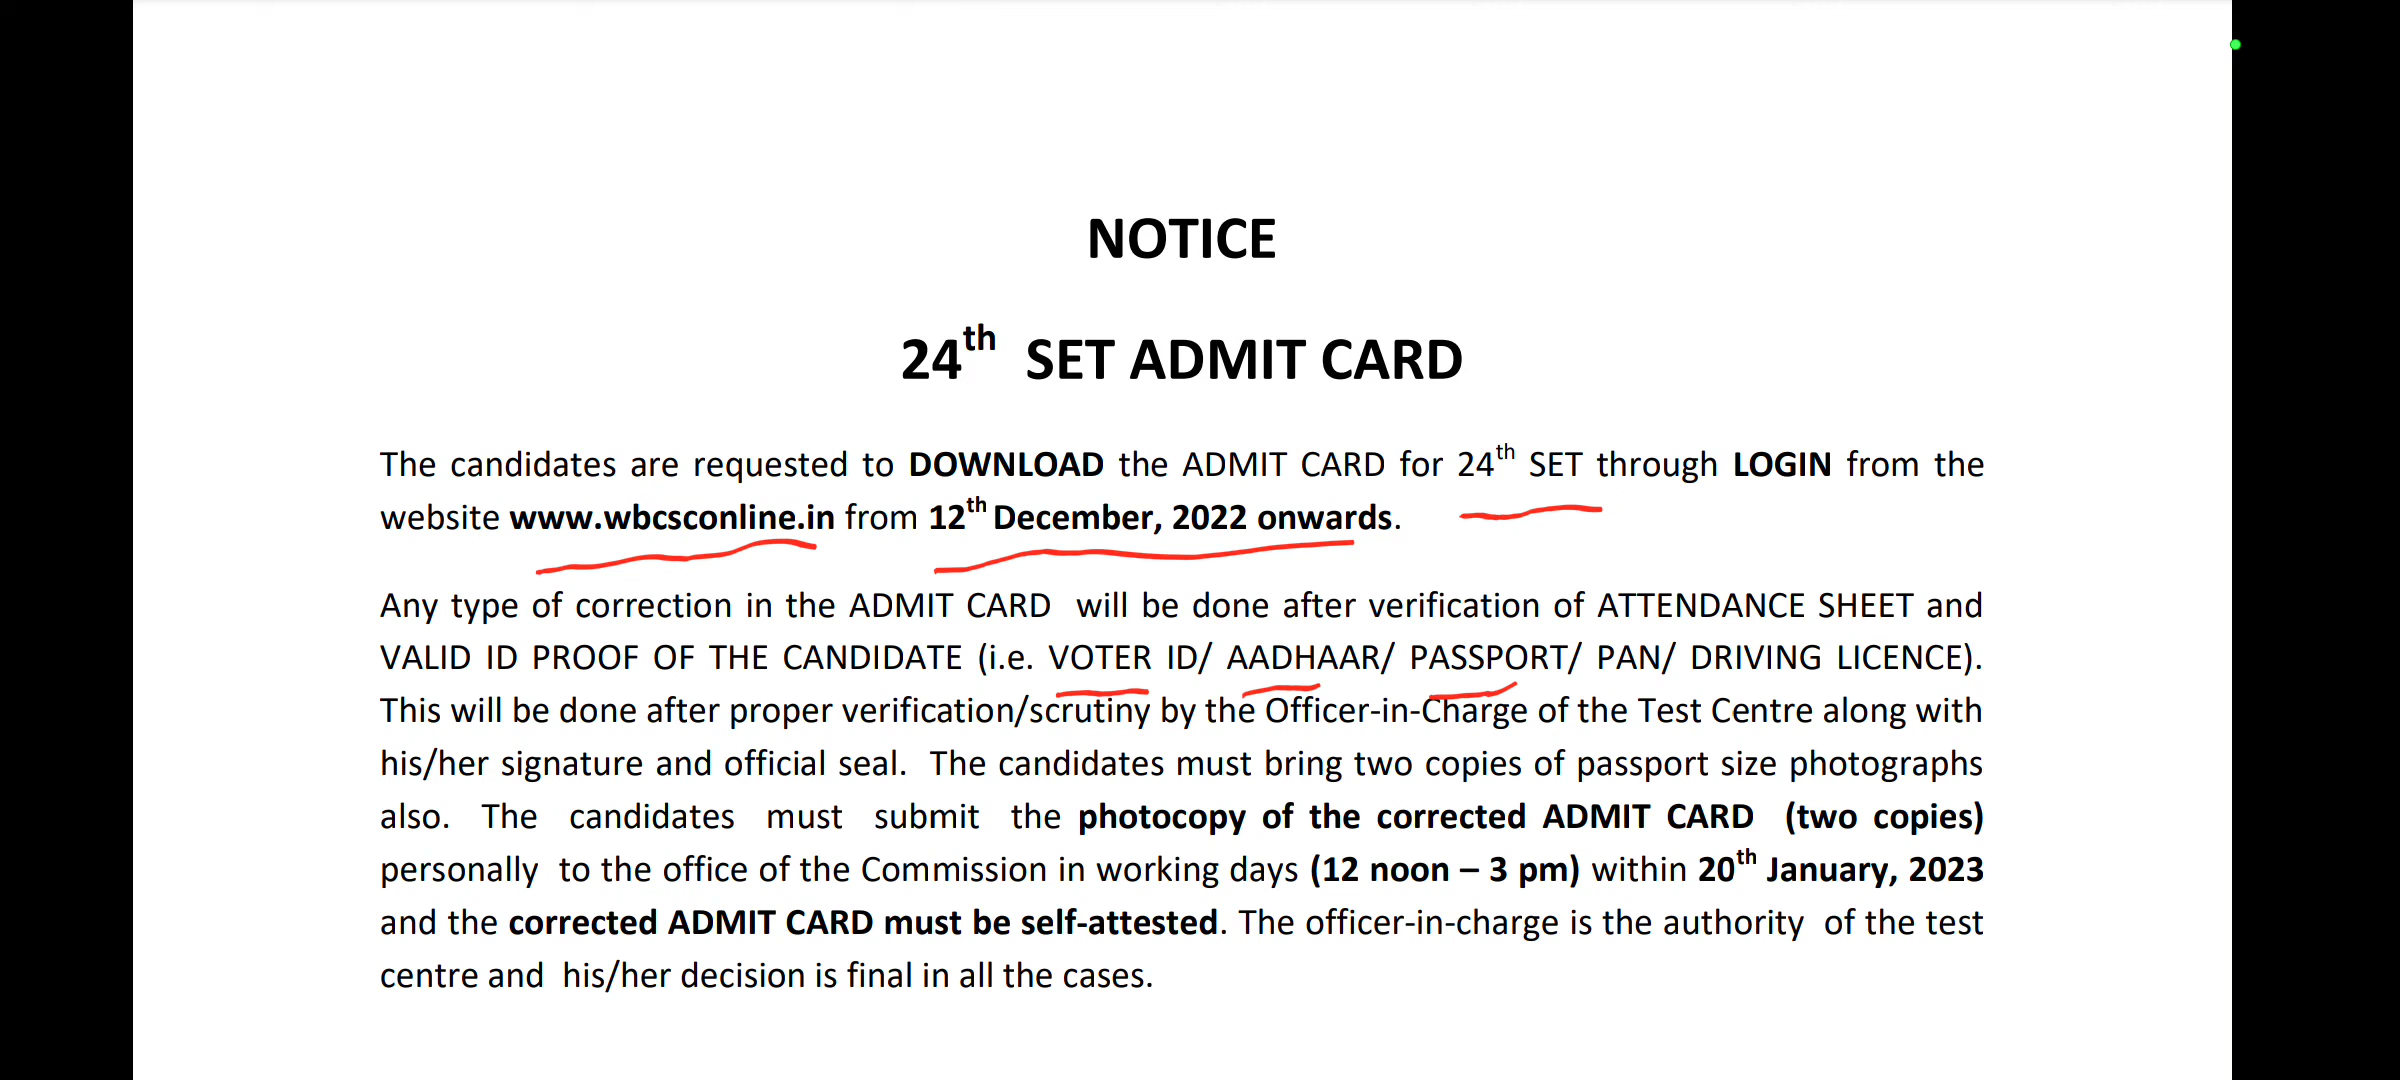 NOTICE
24th SET ADMIT CARD
The candidates are requested to DOWNLOAD the ADMIT CARD for 24th SET through LOGIN from the
website www.wbcsconline.in from 12th December, 2022 onwards.
Any type of correction in the ADMIT CARD will be done after verification of ATTENDANCE SHEET and
VALID ID PROOF OF THE CANDIDATE (i.e. VOTER ID/ AADHAAR/ PASSPORT/ PAN/ DRIVING LICENCE).
This will be done after proper verification/scrutiny by the Officer-in-Charge of the Test Centre along with
his/her signature and official seal. The candidates must bring two copies of passport size photographs
also. The candidates must submit the photocopy of the corrected ADMIT CARD (two copies)
personally to the office of the Commission in working days (12 noon – 3 pm) within 20th January, 2023
and the corrected ADMIT CARD must be self-attested. The officer-in-charge is the authority of the test
centre and his/her decision is final in all the cases.